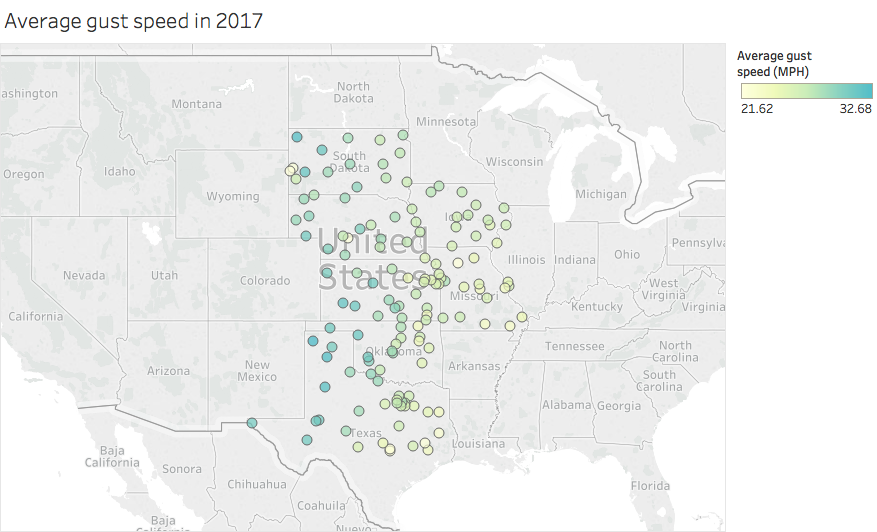 Average gust speed in 2017
Average gust
speed (MPH)
21.62 32.68
ashington
Montana
North
Dakota
Minnesota
Oregon
Idaho
Wyoming
South
Dakota
Wisconsin
Michigan
Nevada
Utah
Colorado
United
States
Illinois
Indiana
Ohio
Pennsylva
California
Missouri
West
Virginia
Kentucky
Virginia
Arizona
New
Mexico
Oklahoma
Arkansas
Tennessee
North
Carolina
South
Carolina
Alabama
Georgia
Texas
Louisiana
Baja
California
Sonora
Chihuahua
Coahuila
Florida
Baja
Nuevo